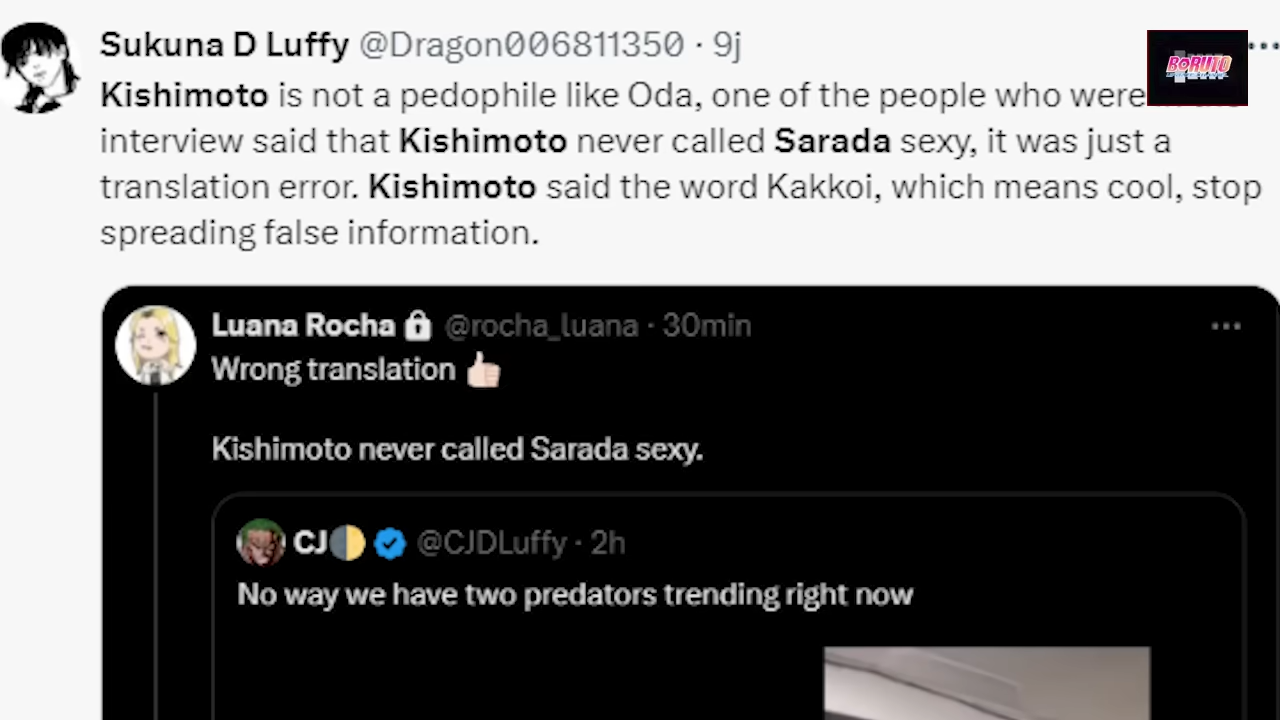 Sukuna D Luffy @Dragon006811350 · 9j
BORUTO
Kishimoto is not a pedophile like Oda, one of the people who were
interview said that Kishimoto never called Sarada sexy, it was just a
translation error. Kishimoto said the word Kakkoi, which means cool, stop
spreading false information.
Luana Rocha @rocha_luana · 30min
Wrong translation 👍🏻
Kishimoto never called Sarada sexy.
CJ🌗 @CJDLuffy · 2h
No way we have two predators trending right now